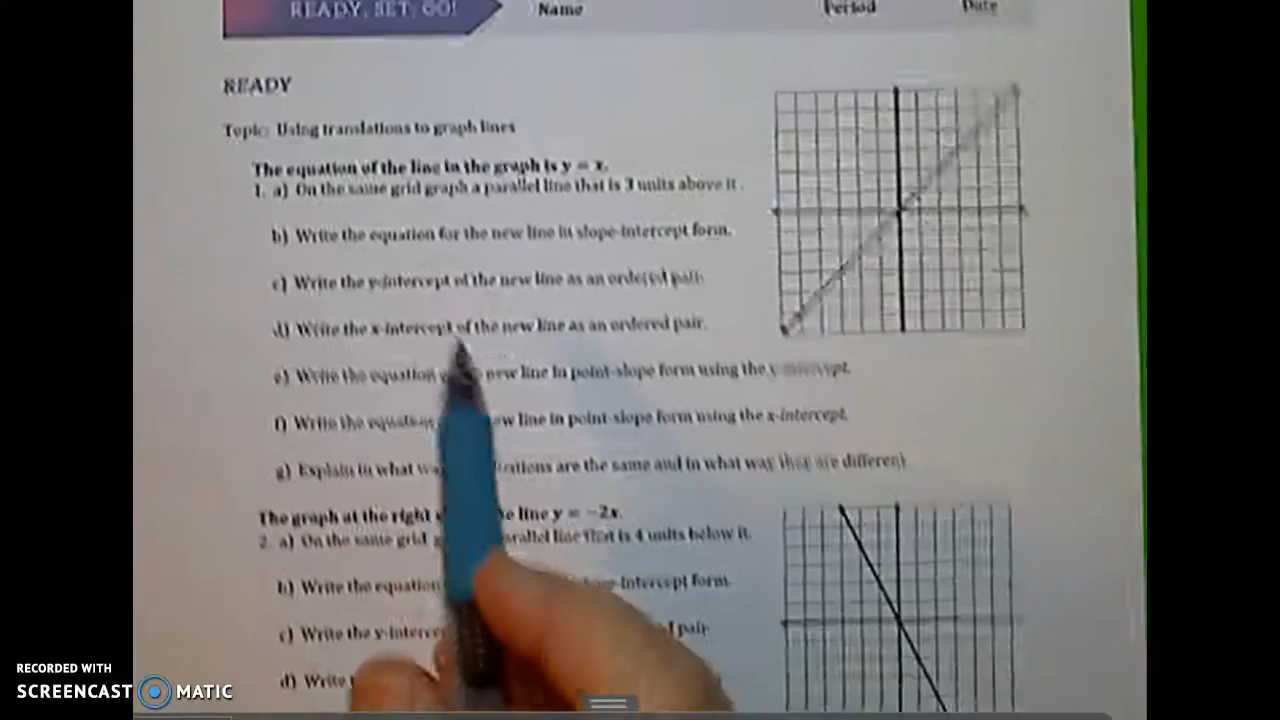 READY, SET, GO!
Name
Period
Date
READY
Topic: Using translations to graph lines
The equation of the line in the graph is y = x.
1. a) On the same grid graph a parallel line that is 3 units above it .
b) Write the equation for the new line in slope-intercept form.
c) Write the y-intercept of the new line as an ordered pair.
d) Write the x-intercept of the new line as an ordered pair.
e) Write the equation new line in point-slope form using the y-intercept.
f) Write the line in point-slope form using the x-intercept.
g) Explain in what are the same and in what way they are different
The graph at the right line y = −2x.
2. a) On the same grid parallel line that is 4 units below it.
b) Write the equation slope-intercept form.
c) Write the pair.
d) Write
RECORDED WITH
SCREENCAST MATIC